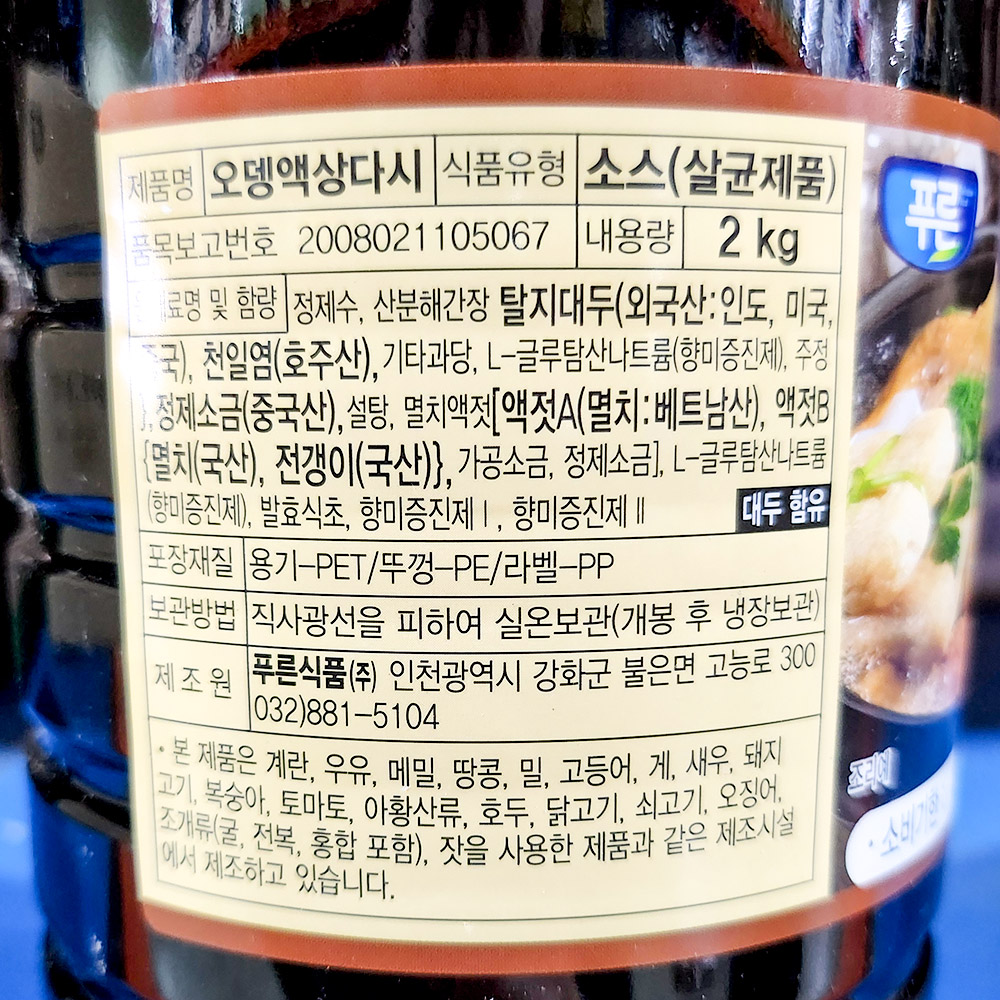 제품명 오뎅액상다시 식품유형 소스(살균제품)
품목보고번호 2008021105067 내용량 2 kg
및 함량 정제수, 산분해간장 탈지대두(외국산:인도, 미국,
천일염(호주산), 기타과당, L-글루탐산나트륨(향미증진제), 주정
}, 정제소금(중국산), 설탕, 멸치액젓[액젓A(멸치:베트남산), 액젓B
{멸치(국산), 전갱이(국산)}, 가공소금, 정제소금], L-글루탐산나트륨
(향미증진제), 발효식초, 향미증진제Ⅰ, 향미증진제Ⅱ 대두 함유
포장재질 용기-PET/뚜껑-PE/라벨-PP
보관방법 직사광선을 피하여 실온보관(개봉 후 냉장보관)
제조원 푸른식품(주) 인천광역시 강화군 불은면 고능로 300
032)881-5104
· 본 제품은 계란, 우유, 메밀, 땅콩, 밀, 고등어, 게, 새우, 돼지
고기, 복숭아, 토마토, 아황산류, 호두, 닭고기, 쇠고기, 오징어,
조개류(굴, 전복, 홍합 포함), 잣을 사용한 제품과 같은 제조시설
에서 제조하고 있습니다.
푸른
조리예
· 소비기한